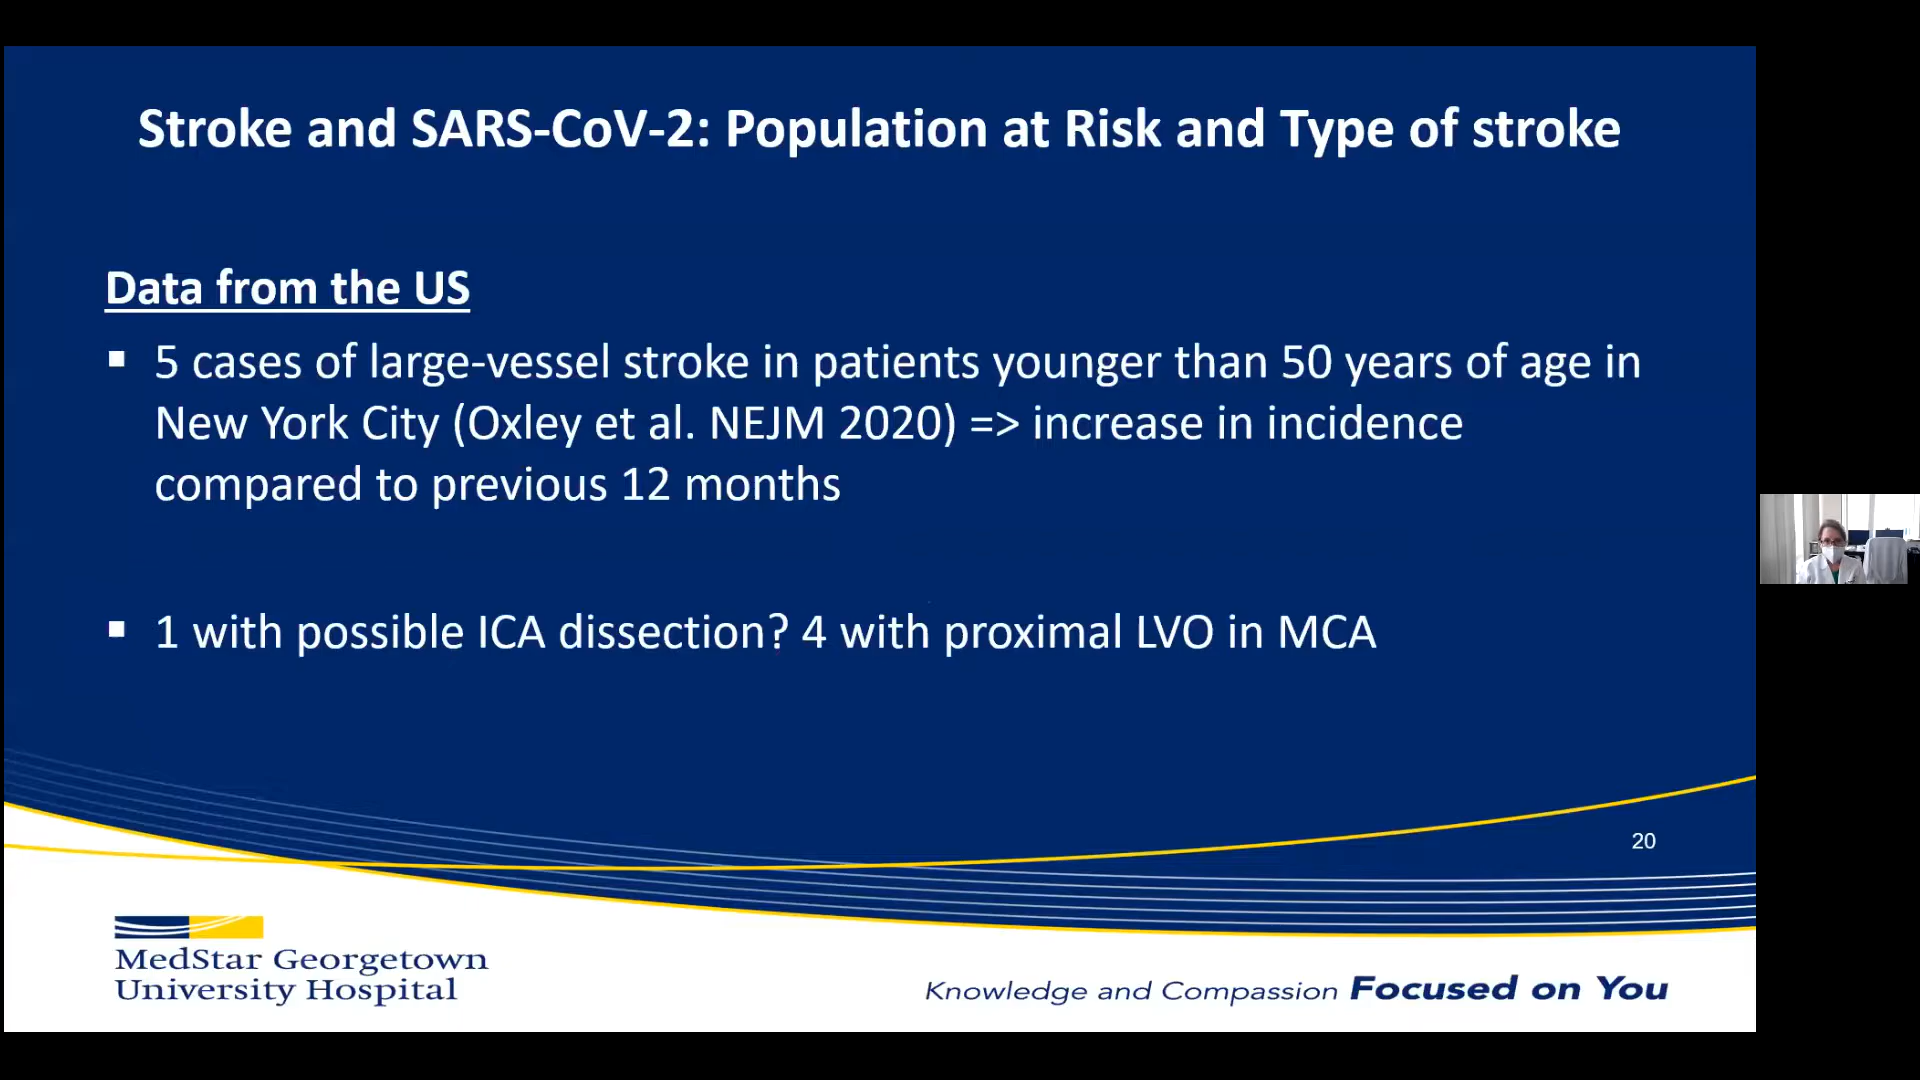 Stroke and SARS-CoV-2: Population at Risk and Type of stroke
Data from the US
▪ 5 cases of large-vessel stroke in patients younger than 50 years of age in
New York City (Oxley et al. NEJM 2020) => increase in incidence
compared to previous 12 months
▪ 1 with possible ICA dissection? 4 with proximal LVO in MCA
20
MedStar Georgetown
University Hospital
Knowledge and Compassion Focused on You